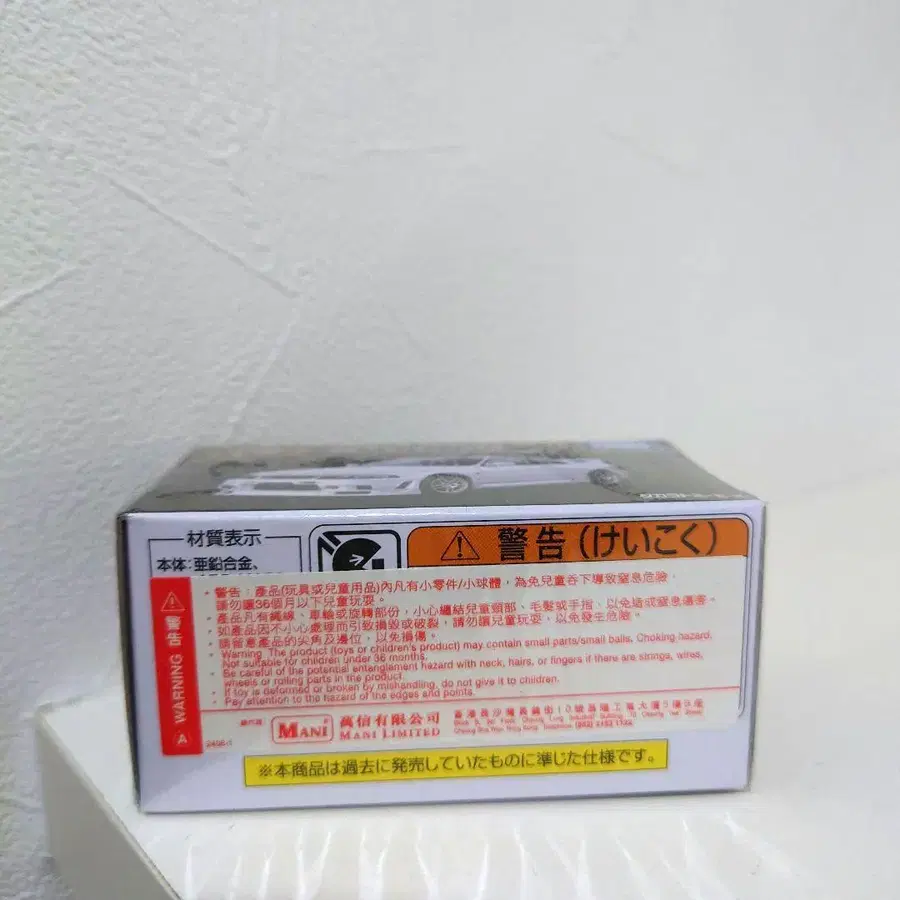 材質表示
本体:亜鉛合金、
警告(けいこく)
• 警告:產品(玩具或兒童用品)內凡有小零件/小球體,為免兒童吞下導致窒息危險,
請勿讓36個月以下兒童玩耍。
• 產品凡有繩線、車輪或旋轉部份,小心纏結兒童頸部、毛髮或手指,以免造成窒息傷害。
• 如產品因不小心處理而引致損毀或破裂,請勿讓兒童玩耍,以免發生危險。
• 請留意產品的尖角及邊位,以免損傷。
• Warning: The product (toys or children's product) may contain small parts/small balls. Choking hazard.
Not suitable for children under 36 months.
• Be careful of the potential entanglement hazard with neck, hairs, or fingers if there are strings, wires,
wheels or rolling parts in the product.
• If toy is deformed or broken by mishandling, do not give it to children.
• Pay attention to the hazard of the edges and points.
A WARNING 警告
MANI 萬信有限公司
MANI LIMITED
※本商品は過去に発売していたものに準じた仕様です。